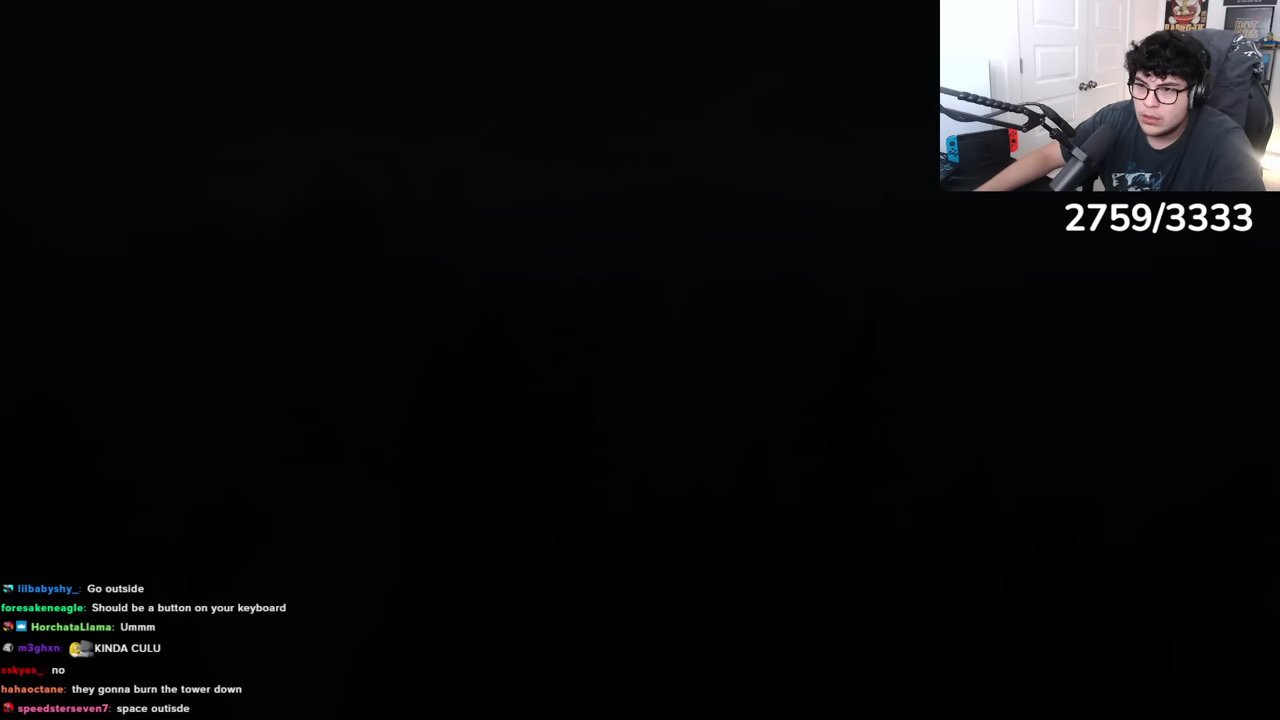 2759/3333
lilbabyshy_: Go outside
foresakeneagle: Should be a button on your keyboard
HorchataLlama: Ummm
m3ghxn: KINDA CULU
sskyes_: no
hahaoctane: they gonna burn the tower down
speedsterseven7: space outisde